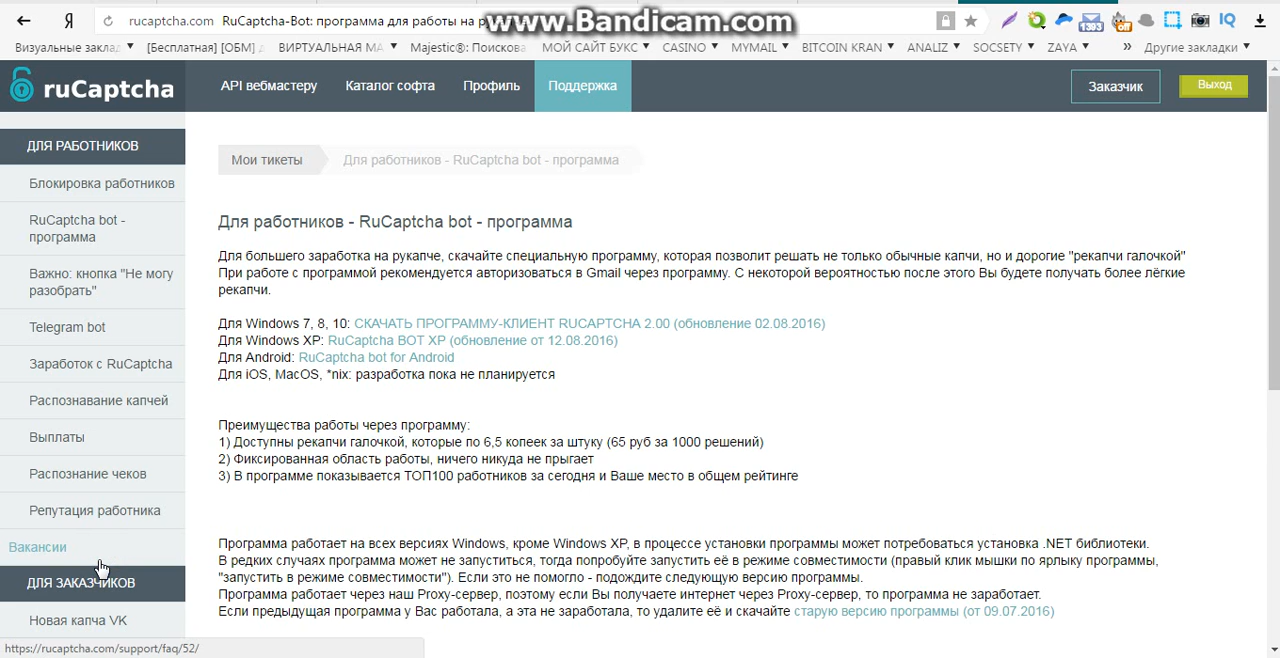 Я
rucaptcha.com RuCaptcha-Bot: программа для работы на
www.Bandicam.com
1393
off
IQ
Визуальные заклад
[Бесплатная] [ОБМ]
ВИРТУАЛЬНАЯ МА
Majestic®: Поискова
МОЙ САЙТ БУКС
CASINO
MYMAIL
BITCOIN KRAN
ANALIZ
SOCSETY
ZAYA
»
Другие закладки
ruCaptcha
API вебмастеру
Каталог софта
Профиль
Поддержка
Заказчик
Выход
ДЛЯ РАБОТНИКОВ
Блокировка работников
RuCaptcha bot -
программа
Важно: кнопка "Не могу
разобрать"
Telegram bot
Заработок с RuCaptcha
Распознавание капчей
Выплаты
Распознание чеков
Репутация работника
Вакансии
ДЛЯ ЗАКАЗЧИКОВ
Новая капча VK
https://rucaptcha.com/support/faq/52/
Мои тикеты
Для работников - RuCaptcha bot - программа
Для работников - RuCaptcha bot - программа
Для большего заработка на рукапче, скачайте специальную программу, которая позволит решать не только обычные капчи, но и дорогие "рекапчи галочкой"
При работе с программой рекомендуется авторизоваться в Gmail через программу. С некоторой вероятностью после этого Вы будете получать более лёгкие
рекапчи.
Для Windows 7, 8, 10: СКАЧАТЬ ПРОГРАММУ-КЛИЕНТ RUCAPTCHA 2.00 (обновление 02.08.2016)
Для Windows XP: RuCaptcha BOT XP (обновление от 12.08.2016)
Для Android: RuCaptcha bot for Android
Для iOS, MacOS, *nix: разработка пока не планируется
Преимущества работы через программу:
1) Доступны рекапчи галочкой, которые по 6,5 копеек за штуку (65 руб за 1000 решений)
2) Фиксированная область работы, ничего никуда не прыгает
3) В программе показывается ТОП100 работников за сегодня и Ваше место в общем рейтинге
Программа работает на всех версиях Windows, кроме Windows XP, в процессе установки программы может потребоваться установка .NET библиотеки.
В редких случаях программа может не запуститься, тогда попробуйте запустить её в режиме совместимости (правый клик мышки по ярлыку программы,
"запустить в режиме совместимости"). Если это не помогло - подождите следующую версию программы.
Программа работает через наш Proxy-сервер, поэтому если Вы получаете интернет через Proxy-сервер, то программа не заработает.
Если предыдущая программа у Вас работала, а эта не заработала, то удалите её и скачайте старую версию программы (от 09.07.2016)